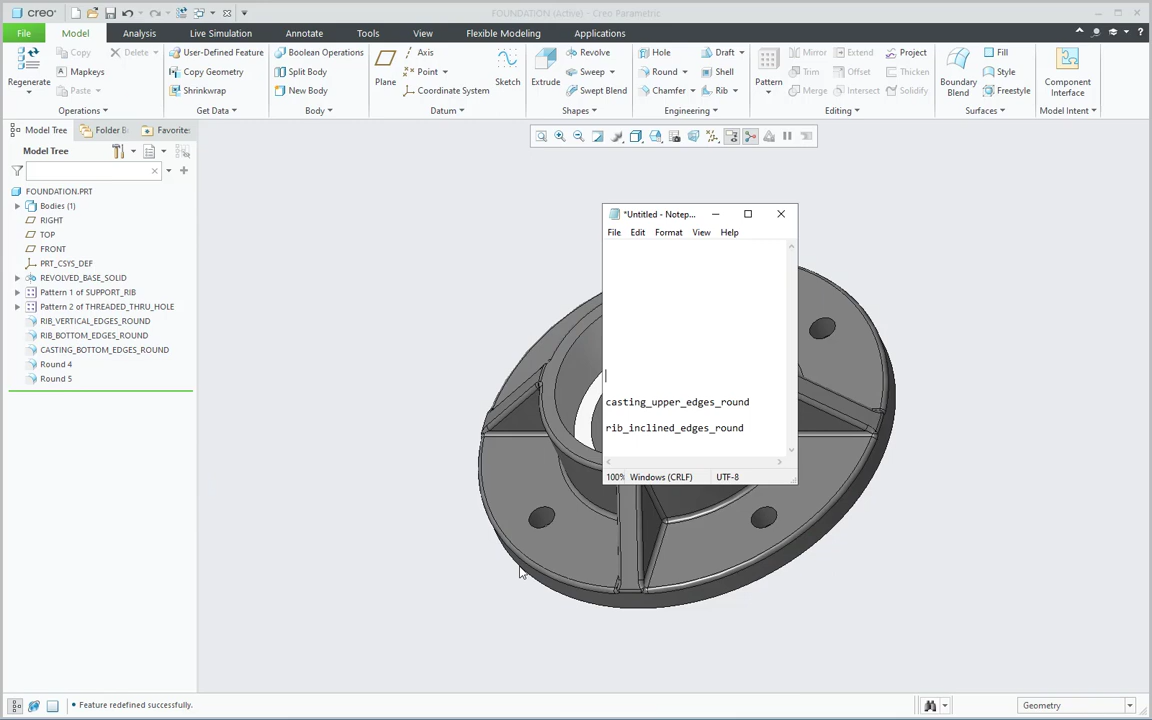 creo
FOUNDATION (Active) - Creo Parametric
File
Model
Analysis
Live Simulation
Annotate
Tools
View
Flexible Modeling
Applications
Regenerate
Copy
Mapkeys
Paste
Delete
Operations
User-Defined Feature
Copy Geometry
Shrinkwrap
Get Data
Boolean Operations
Split Body
New Body
Body
Plane
Axis
Point
Coordinate System
Sketch
Datum
Extrude
Revolve
Sweep
Swept Blend
Shapes
Hole
Round
Chamfer
Draft
Shell
Rib
Engineering
Pattern
Mirror
Trim
Merge
Extend
Offset
Intersect
Project
Thicken
Solidify
Editing
Boundary
Blend
Fill
Style
Freestyle
Surfaces
Component
Interface
Model Intent
Model Tree
Folder B
Favorite:
Model Tree
FOUNDATION.PRT
Bodies (1)
RIGHT
TOP
FRONT
PRT_CSYS_DEF
REVOLVED_BASE_SOLID
Pattern 1 of SUPPORT_RIB
Pattern 2 of THREADED_THRU_HOLE
RIB_VERTICAL_EDGES_ROUND
RIB_BOTTOM_EDGES_ROUND
CASTING_BOTTOM_EDGES_ROUND
Round 4
Round 5
*Untitled - Notep...
File Edit Format View Help
casting_upper_edges_round
rib_inclined_edges_round
100% Windows (CRLF) UTF-8
• Feature redefined successfully.
Geometry